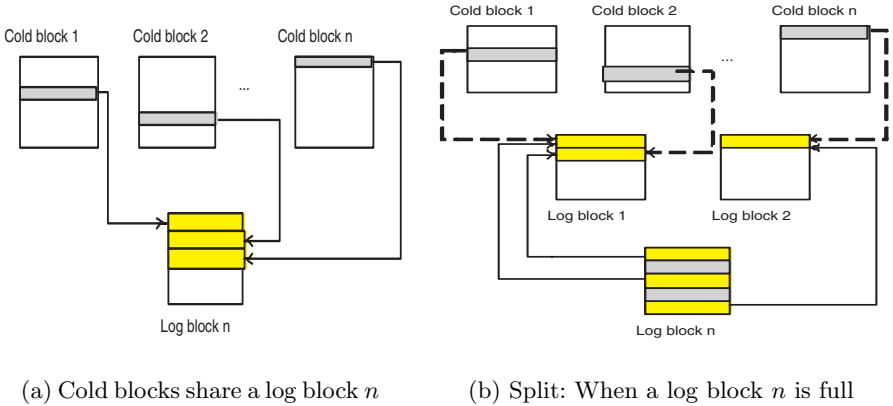 Cold block 1
Cold block 2
Cold block n
...
Log block n
(a) Cold blocks share a log block n
Cold block 1
Cold block 2
Cold block n
...
Log block 1
Log block 2
Log block n
(b) Split: When a log block n is full